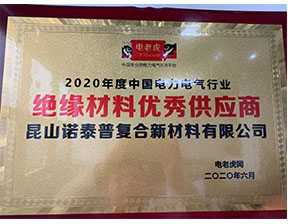 电老虎
2020年度中国电力电气行业
绝缘材料优秀供应商
昆山诺泰普复合新材料有限公司
电老虎网
二〇二〇年六月